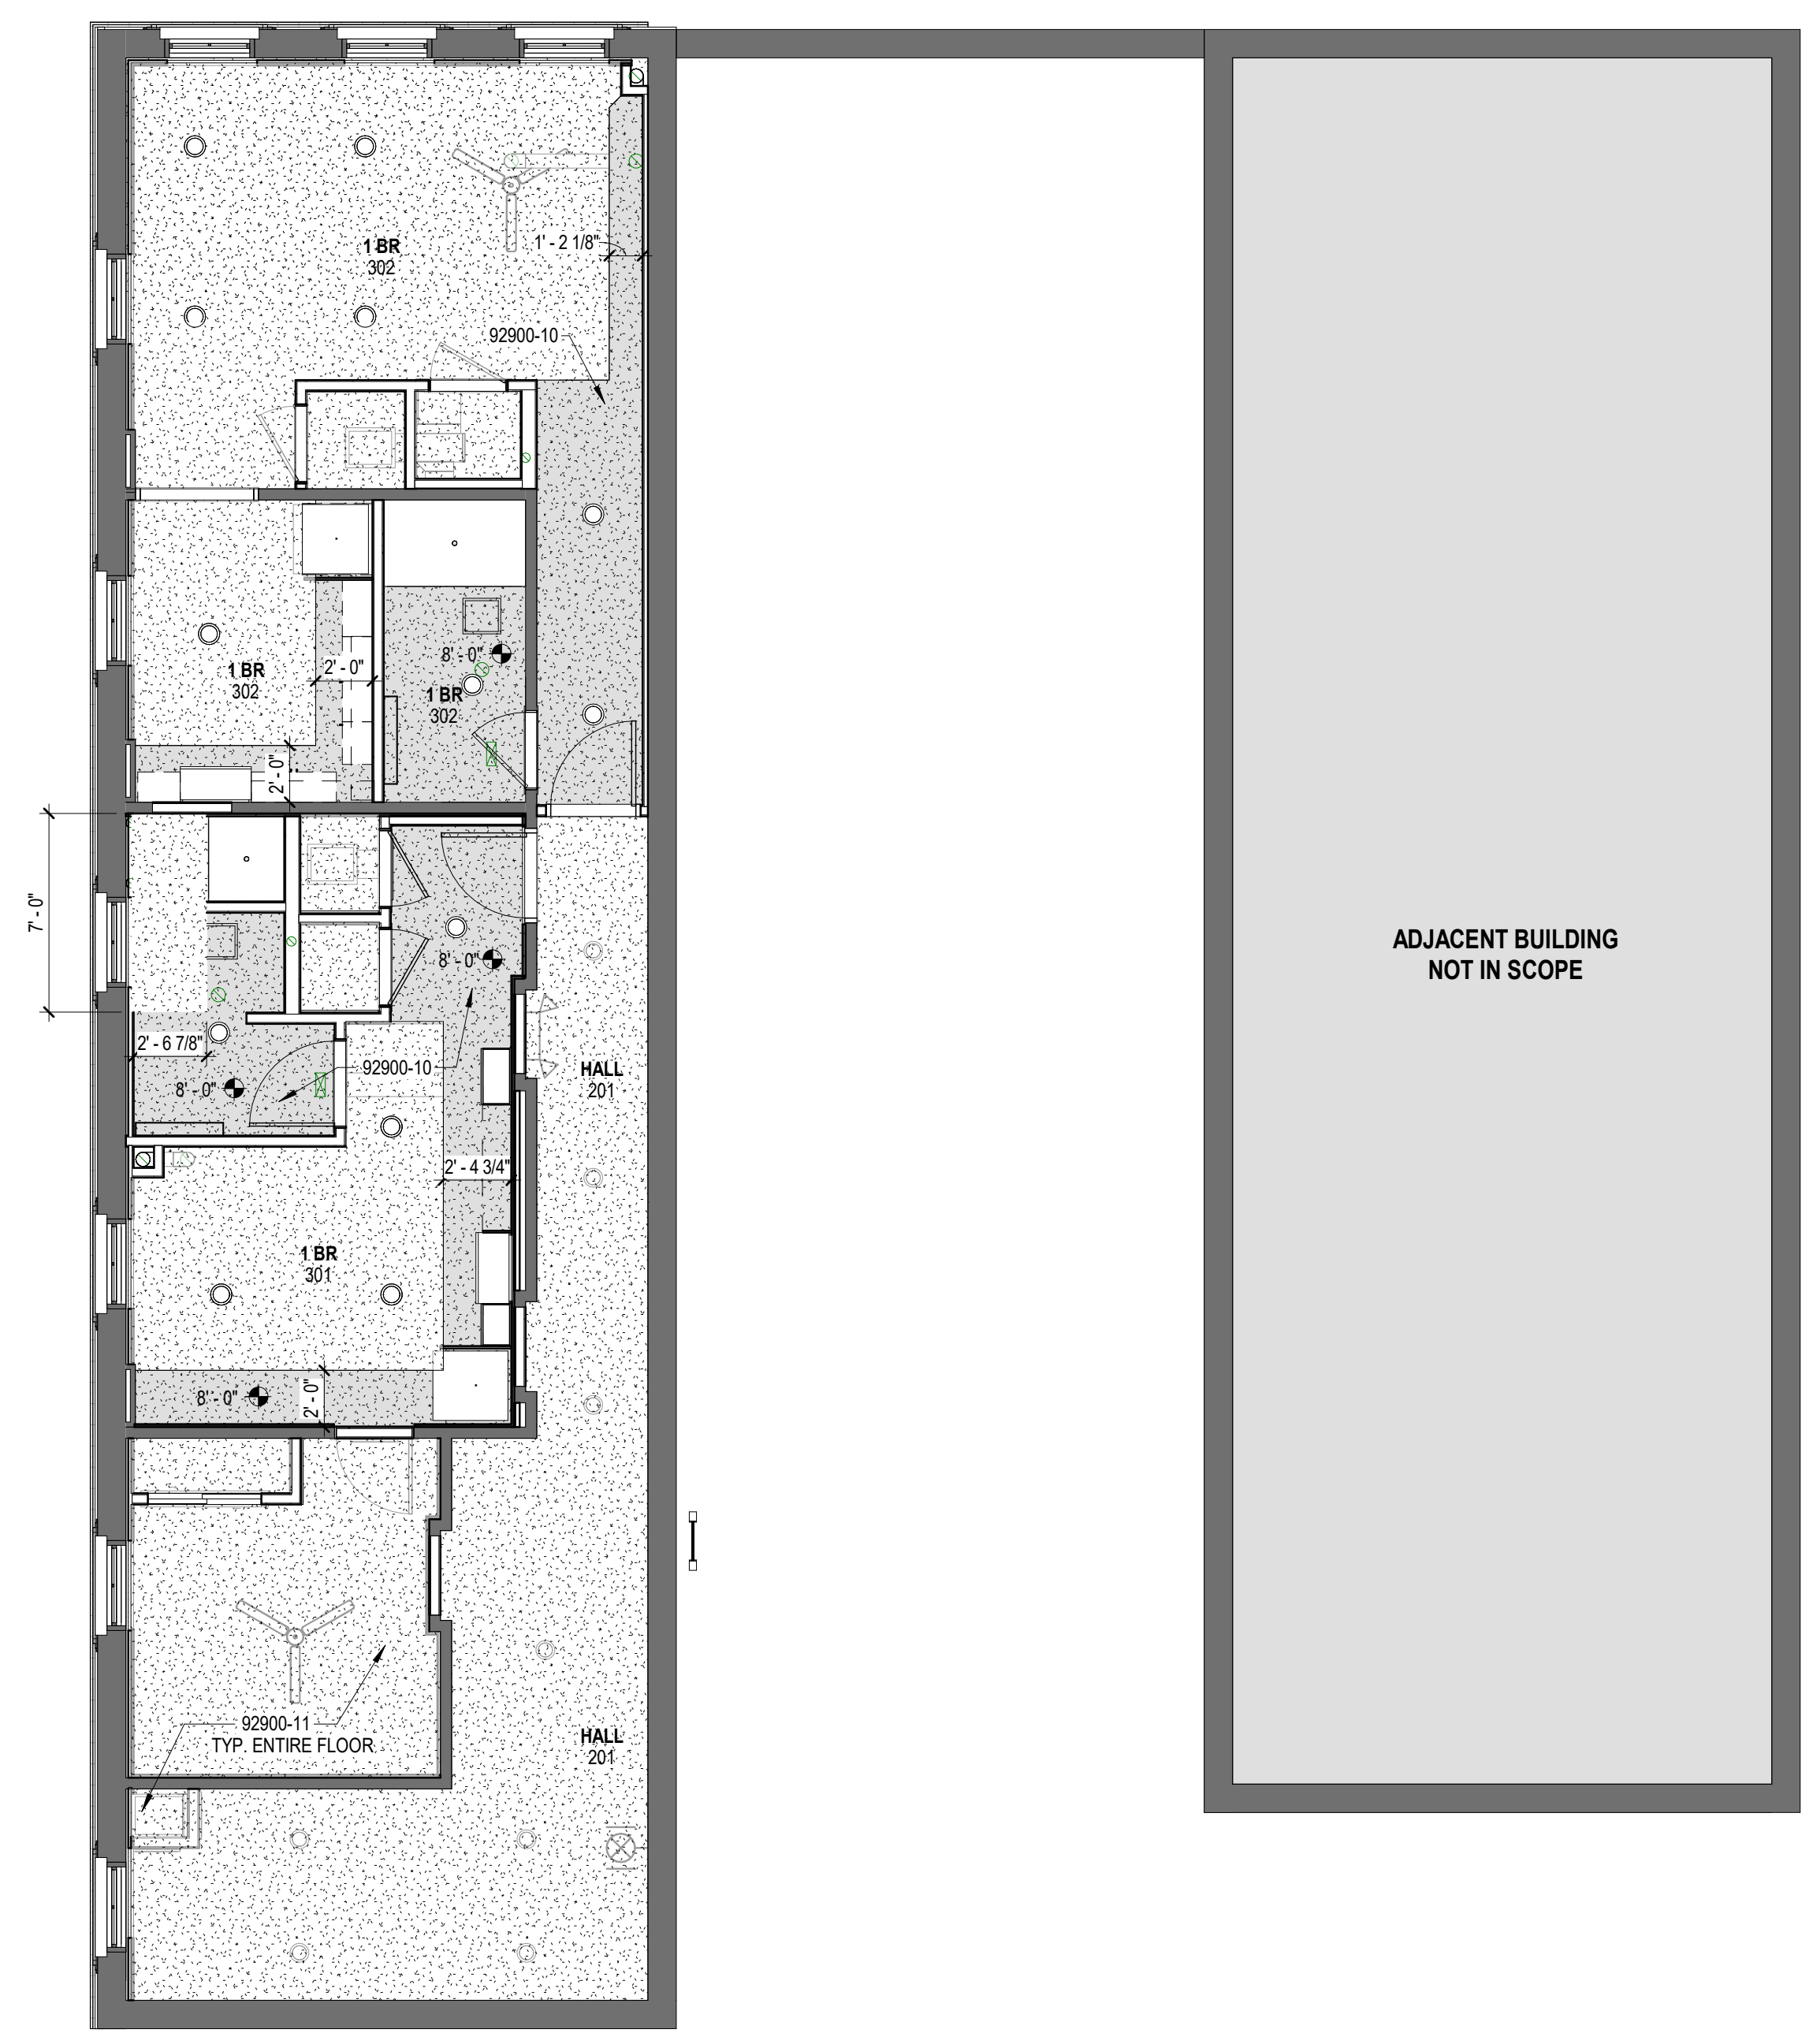 1 BR
302
1' - 2 1/8"
92900-10
8' - 0"
1 BR
302
2' - 0"
1 BR
302
2' - 0"
7' - 0"
8' - 0"
ADJACENT BUILDING
NOT IN SCOPE
2' - 6 7/8"
92900-10
HALL
201
8' - 0"
2' - 4 3/4"
1 BR
301
8' - 0"
2' - 0"
92900-11
TYP. ENTIRE FLOOR
HALL
201